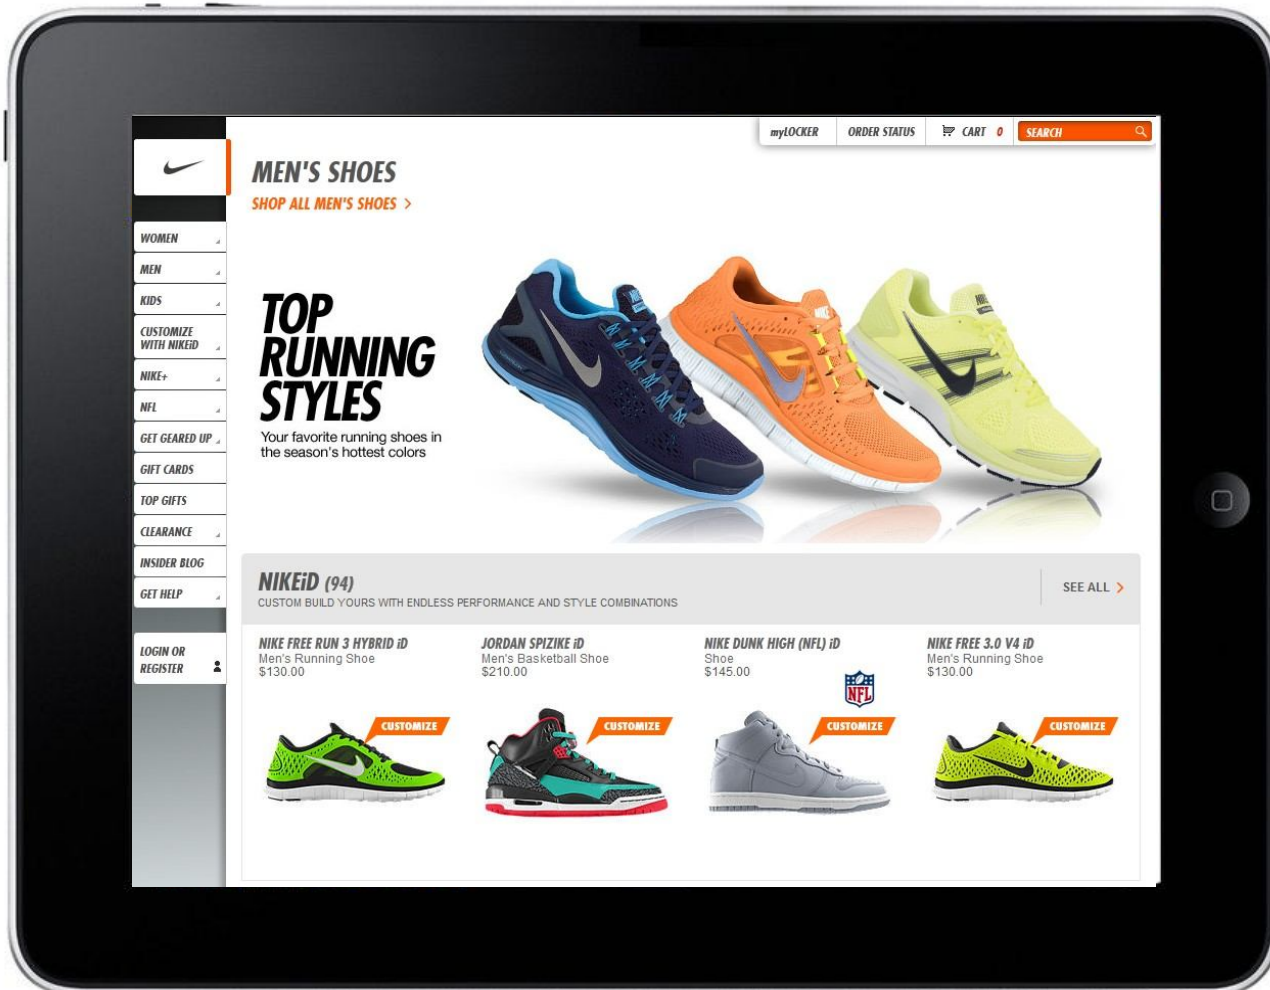 myLOCKER
ORDER STATUS
CART 0
SEARCH
MEN'S SHOES
SHOP ALL MEN'S SHOES >
WOMEN
MEN
KIDS
CUSTOMIZE
WITH NIKEiD
NIKE+
NFL
GET GEARED UP
GIFT CARDS
TOP GIFTS
CLEARANCE
INSIDER BLOG
GET HELP
LOGIN OR
REGISTER
TOP
RUNNING
STYLES
Your favorite running shoes in
the season's hottest colors
NIKEiD (94)
CUSTOM BUILD YOURS WITH ENDLESS PERFORMANCE AND STYLE COMBINATIONS
SEE ALL >
NIKE FREE RUN 3 HYBRID iD
Men's Running Shoe
$130.00
CUSTOMIZE
JORDAN SPIZIKE iD
Men's Basketball Shoe
$210.00
CUSTOMIZE
NIKE DUNK HIGH (NFL) iD
Shoe
$145.00
NFL
CUSTOMIZE
NIKE FREE 3.0 V4 iD
Men's Running Shoe
$130.00
CUSTOMIZE